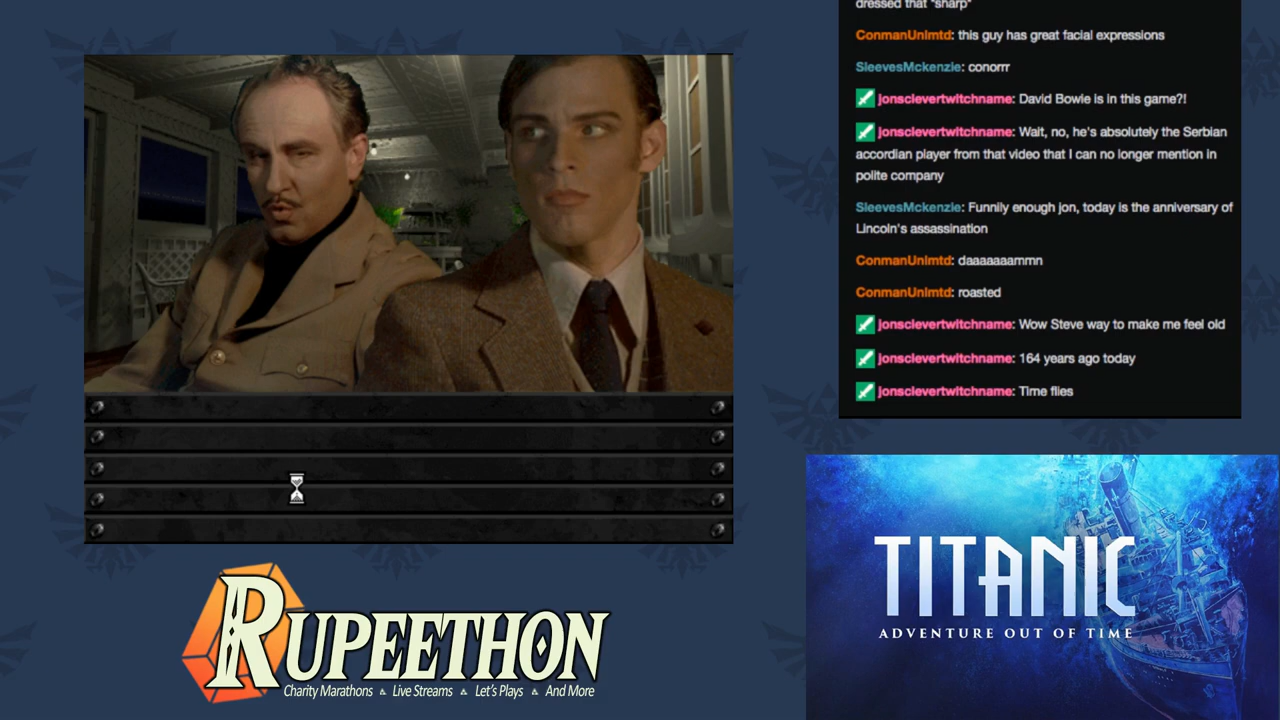 dressed that "sharp"
ConmanUnlmtd: this guy has great facial expressions
SleevesMckenzie: conorrr
jonsclevertwitchname: David Bowie is in this game?!
jonsclevertwitchname: Wait, no, he's absolutely the Serbian
accordian player from that video that I can no longer mention in
polite company
SleevesMckenzie: Funnily enough jon, today is the anniversary of
Lincoln's assassination
ConmanUnlmtd: daaaaaaammn
ConmanUnlmtd: roasted
jonsclevertwitchname: Wow Steve way to make me feel old
jonsclevertwitchname: 164 years ago today
jonsclevertwitchname: Time flies
TITANIC
ADVENTURE OUT OF TIME
RUPEETHON
Charity Marathons Live Streams Let's Plays And More